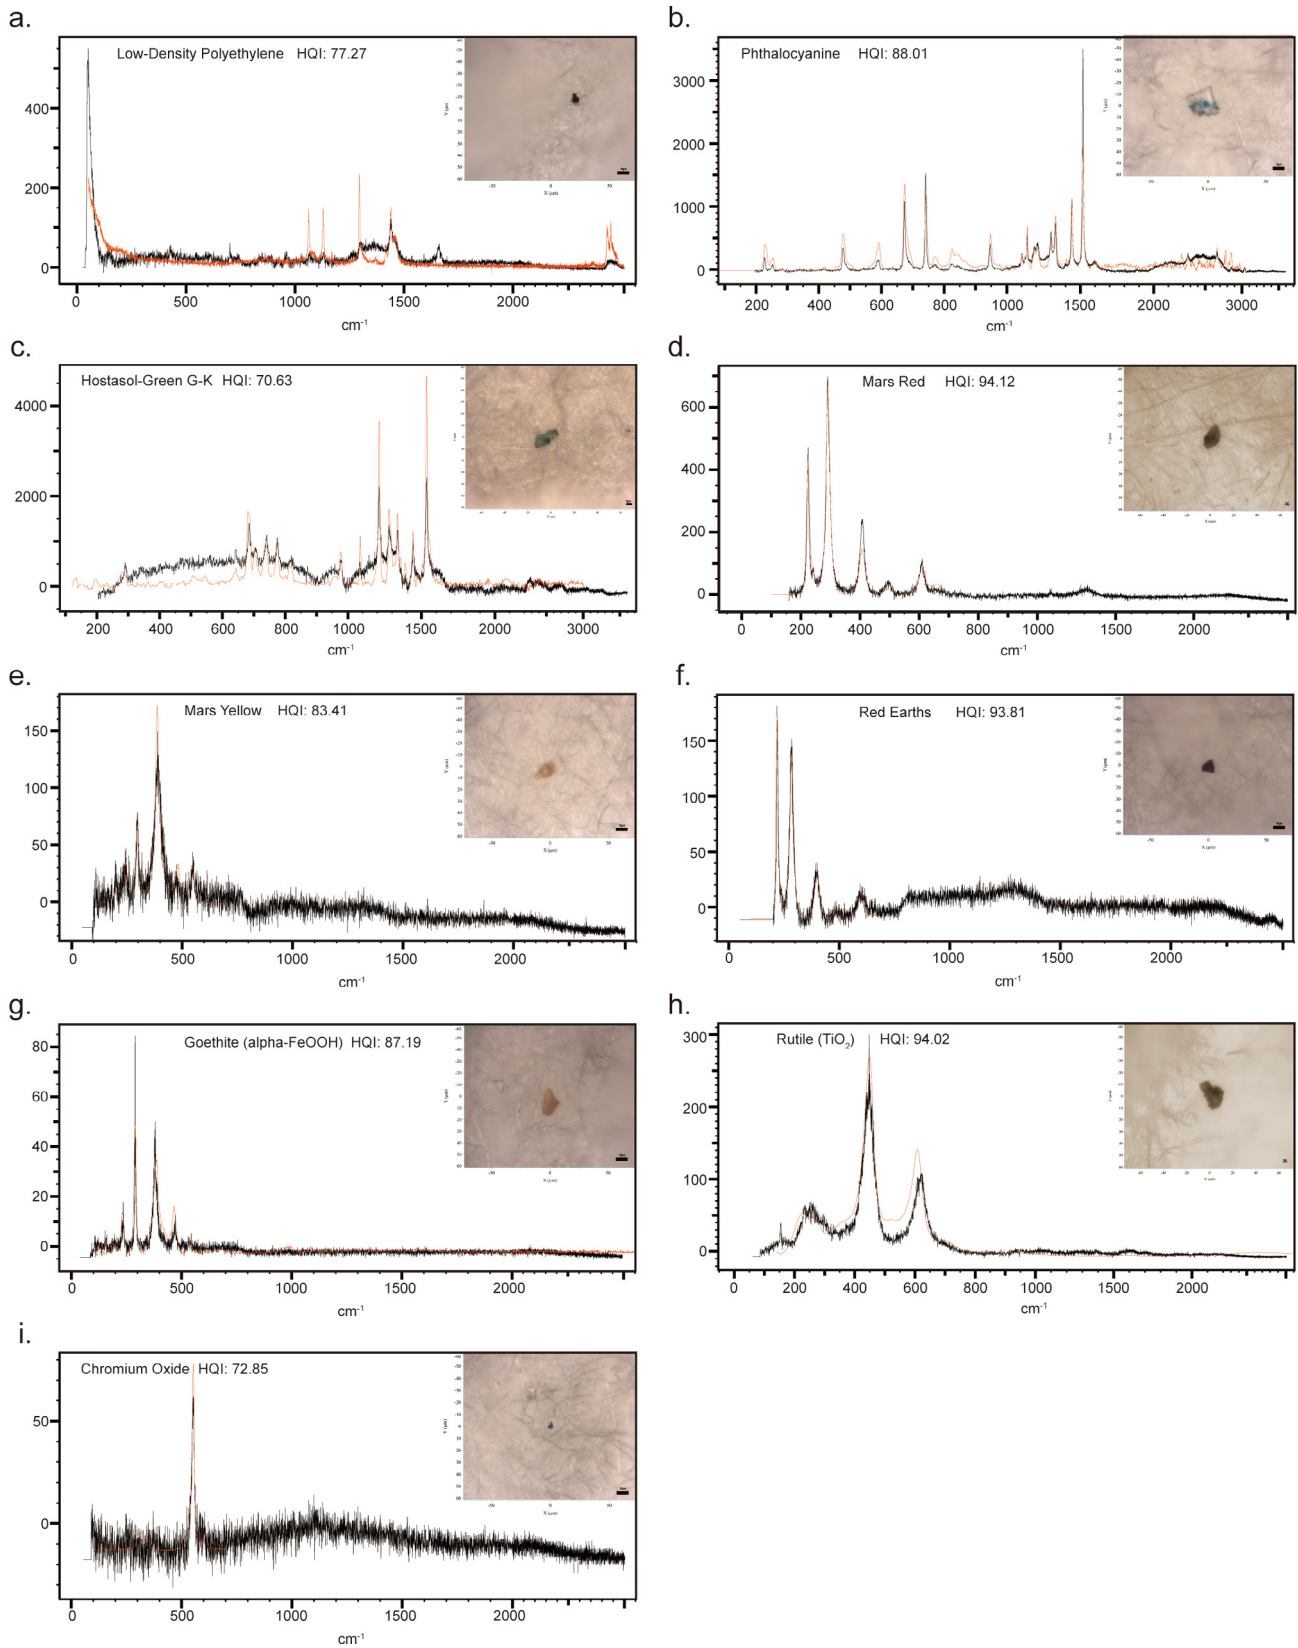 a.
Low-Density Polyethylene HQI: 77.27
400
200
0
0 500 1000 1500 2000
cm-1
b.
Phthalocyanine HQI: 88.01
3000
2000
1000
0
200 400 600 1000 1500 2000 3000
cm-1
c.
Hostasol-Green G-K HQI: 70.63
4000
2000
0
200 400 600 800 1000 1500 2000 3000
cm-1
d.
Mars Red HQI: 94.12
600
400
200
0
0 200 400 600 1000 1500 2000
cm-1
e.
Mars Yellow HQI: 83.41
150
100
50
0
0 500 1000 1500 2000
cm-1
f.
Red Earths HQI: 93.81
150
100
50
0
0 500 1000 1500 2000
cm-1
g.
Goethite (alpha-FeOOH) HQI: 87.19
80
60
40
20
0
0 500 1000 1500 2000
cm-1
h.
Rutile (TiO2) HQI: 94.02
300
200
100
0
0 200 400 600 1000 2000
cm-1
i.
Chromium Oxide HQI: 72.85
50
0
0 500 1000 1500 2000
cm-1